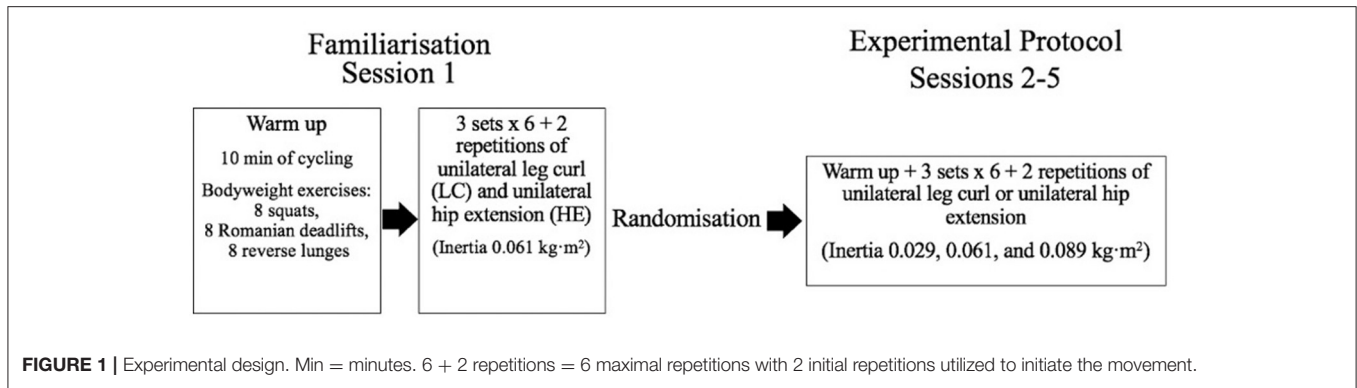 Familiarisation
Session 1
Experimental Protocol
Sessions 2-5
Warm up
10 min of cycling
Bodyweight exercises:
8 squats,
8 Romanian deadlifts,
8 reverse lunges
3 sets x 6 + 2
repetitions of
unilateral leg curl
(LC) and unilateral
hip extension (HE)
(Inertia 0.061 kg·m²)
Randomisation
Warm up + 3 sets x 6 + 2 repetitions of
unilateral leg curl or unilateral hip
extension
(Inertia 0.029, 0.061, and 0.089 kg·m²)
FIGURE 1 | Experimental design. Min = minutes. 6 + 2 repetitions = 6 maximal repetitions with 2 initial repetitions utilized to initiate the movement.